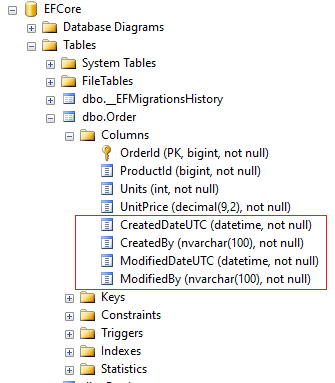 EFCore
Database Diagrams
Tables
System Tables
FileTables
dbo.__EFMigrationsHistory
dbo.Order
Columns
OrderId (PK, bigint, not null)
ProductId (bigint, not null)
Units (int, not null)
UnitPrice (decimal(9,2), not null)
CreatedDateUTC (datetime, not null)
CreatedBy (nvarchar(100), not null)
ModifiedDateUTC (datetime, not null)
ModifiedBy (nvarchar(100), not null)
Keys
Constraints
Triggers
Indexes
Statistics